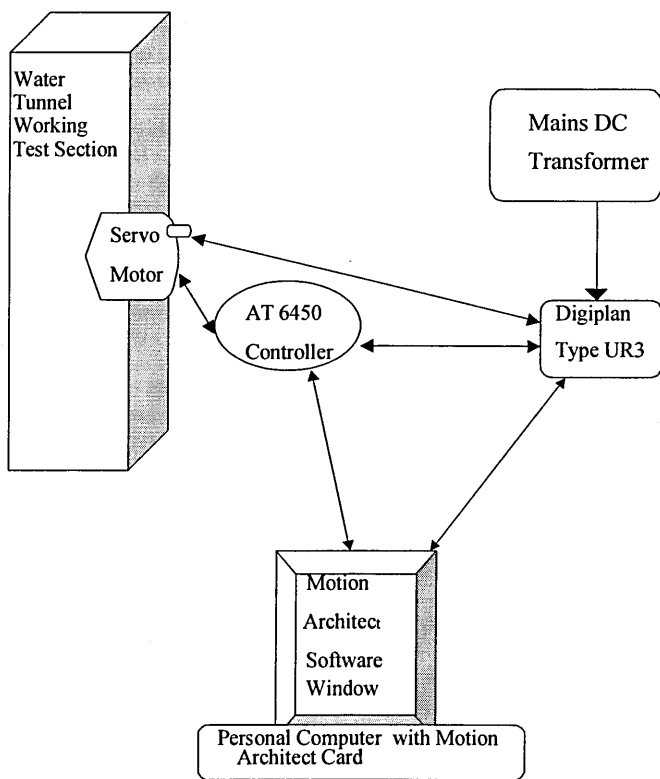 Water
Tunnel
Working
Test Section
Mains DC
Transformer
Servo
Motor
AT 6450
Controller
Digiplan
Type UR3
Motion
Architect
Software
Window
Personal Computer with Motion
Architect Card